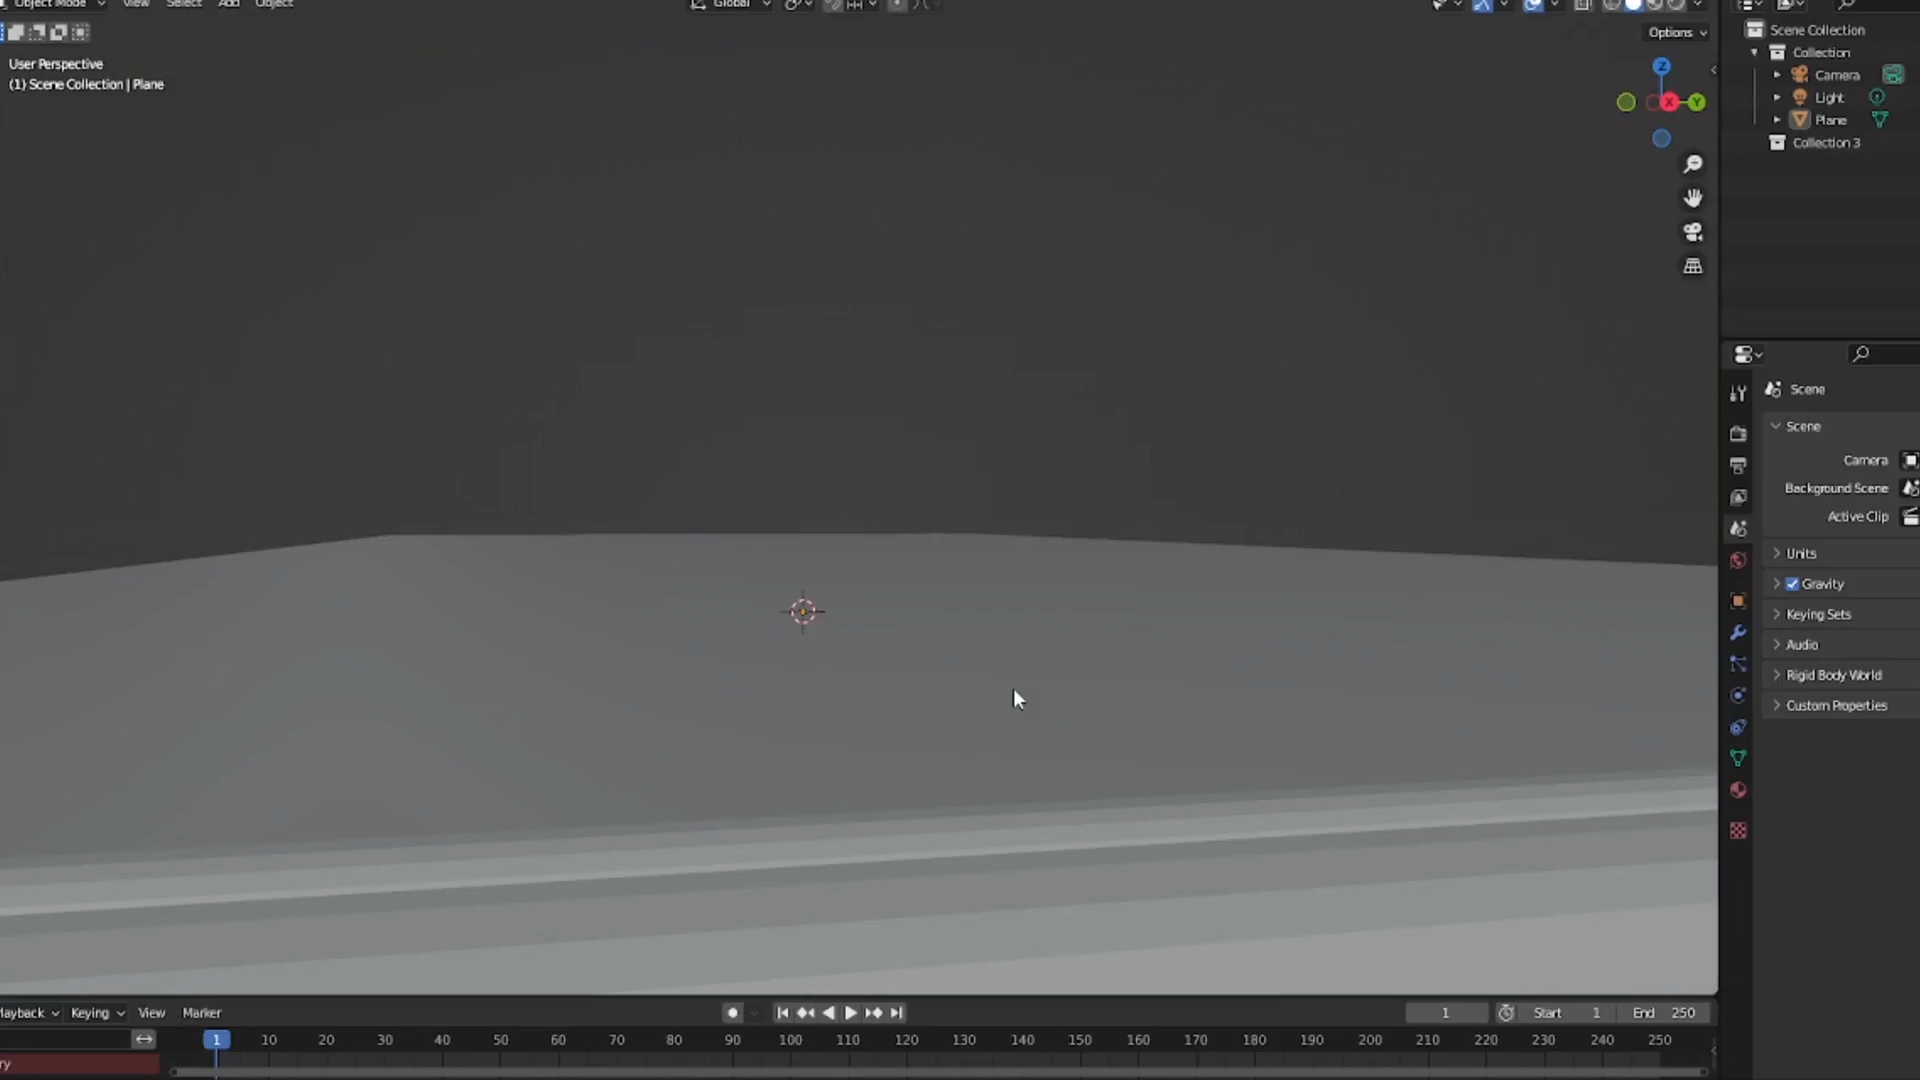 Object Mode View Select Add Object Global
Options
User Perspective
(1) Scene Collection | Plane
Z
X
Y
Scene Collection
Collection
Camera
Light
Plane
Collection 3
Scene
Scene
Camera
Background Scene
Active Clip
Units
Gravity
Keying Sets
Audio
Rigid Body World
Custom Properties
layback Keying View Marker
1 Start 1 End 250
1 10 20 30 40 50 60 70 80 90 100 110 120 130 140 150 160 170 180 190 200 210 220 230 240 250
ry